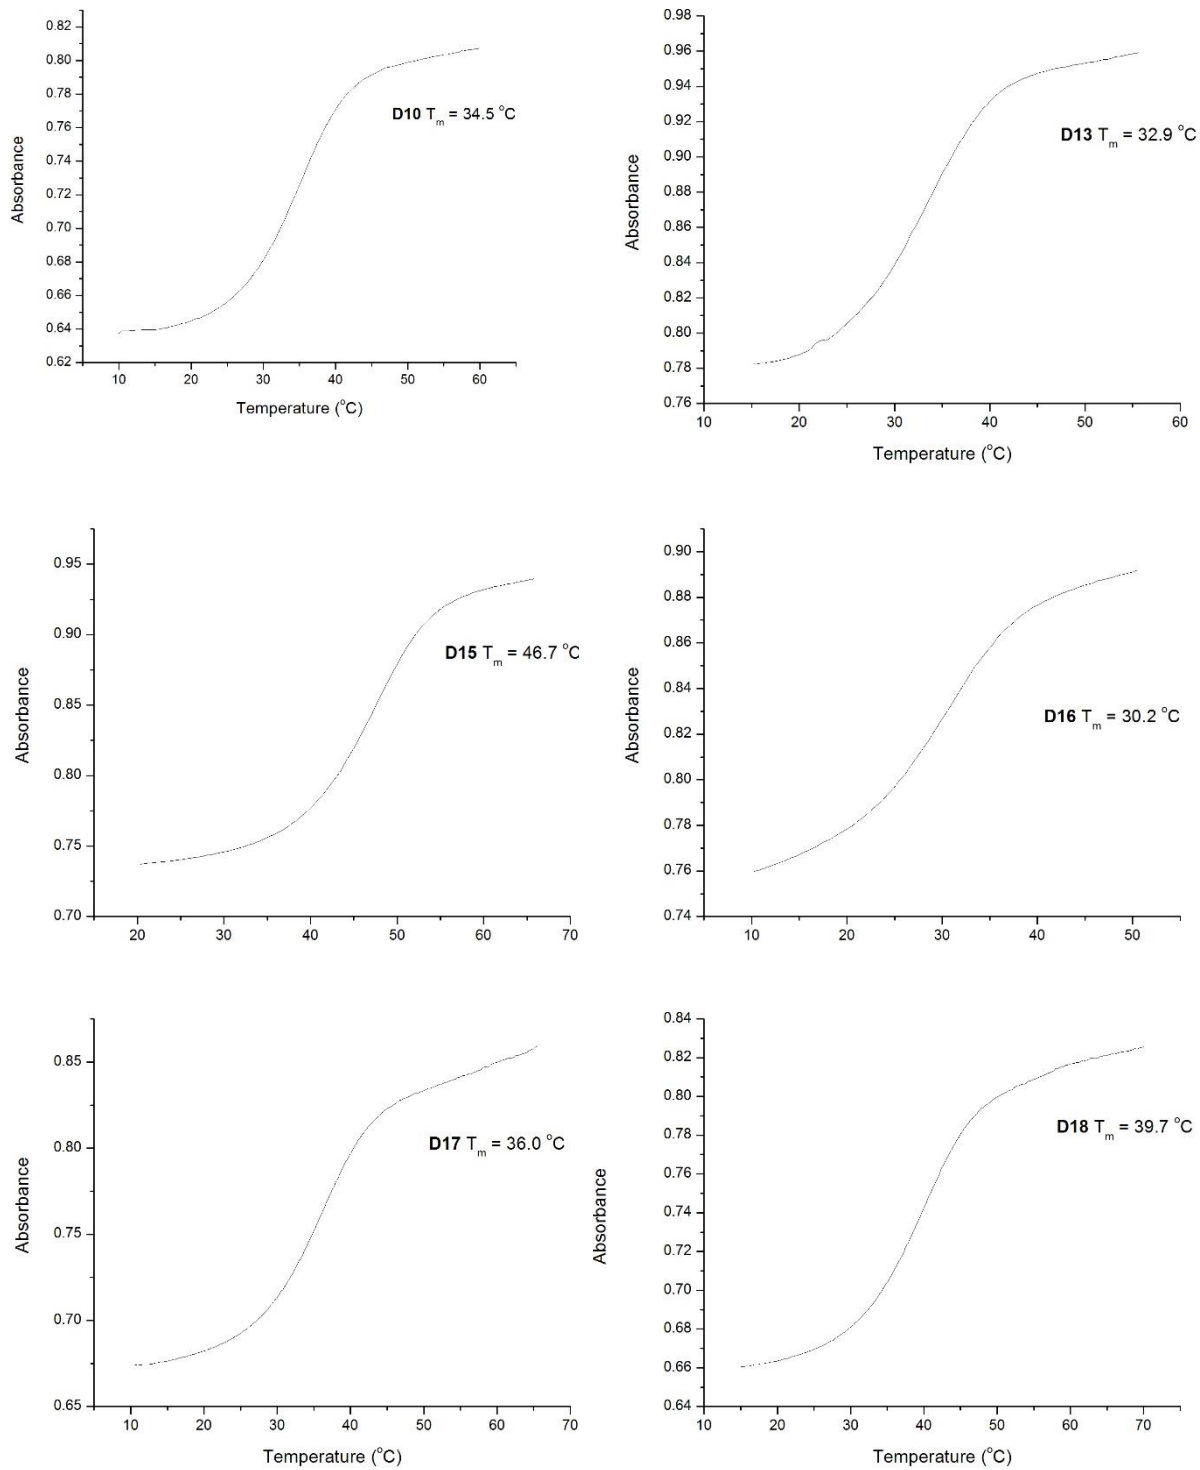 0.82
0.80
0.78
0.76
0.74
0.72
0.70
0.68
0.66
0.64
0.62
Absorbance
D10 Tm = 34.5 °C
10 20 30 40 50 60
Temperature (°C)
0.98
0.96
0.94
0.92
0.90
0.88
0.86
0.84
0.82
0.80
0.78
0.76
Absorbance
D13 Tm = 32.9 °C
10 20 30 40 50 60
Temperature (°C)
0.95
0.90
0.85
0.80
0.75
0.70
Absorbance
D15 Tm = 46.7 °C
20 30 40 50 60 70
0.90
0.88
0.86
0.84
0.82
0.80
0.78
0.76
0.74
Absorbance
D16 Tm = 30.2 °C
10 20 30 40 50
0.85
0.80
0.75
0.70
0.65
Absorbance
D17 Tm = 36.0 °C
10 20 30 40 50 60 70
Temperature (°C)
0.84
0.82
0.80
0.78
0.76
0.74
0.72
0.70
0.68
0.66
0.64
Absorbance
D18 Tm = 39.7 °C
10 20 30 40 50 60 70
Temperature (°C)